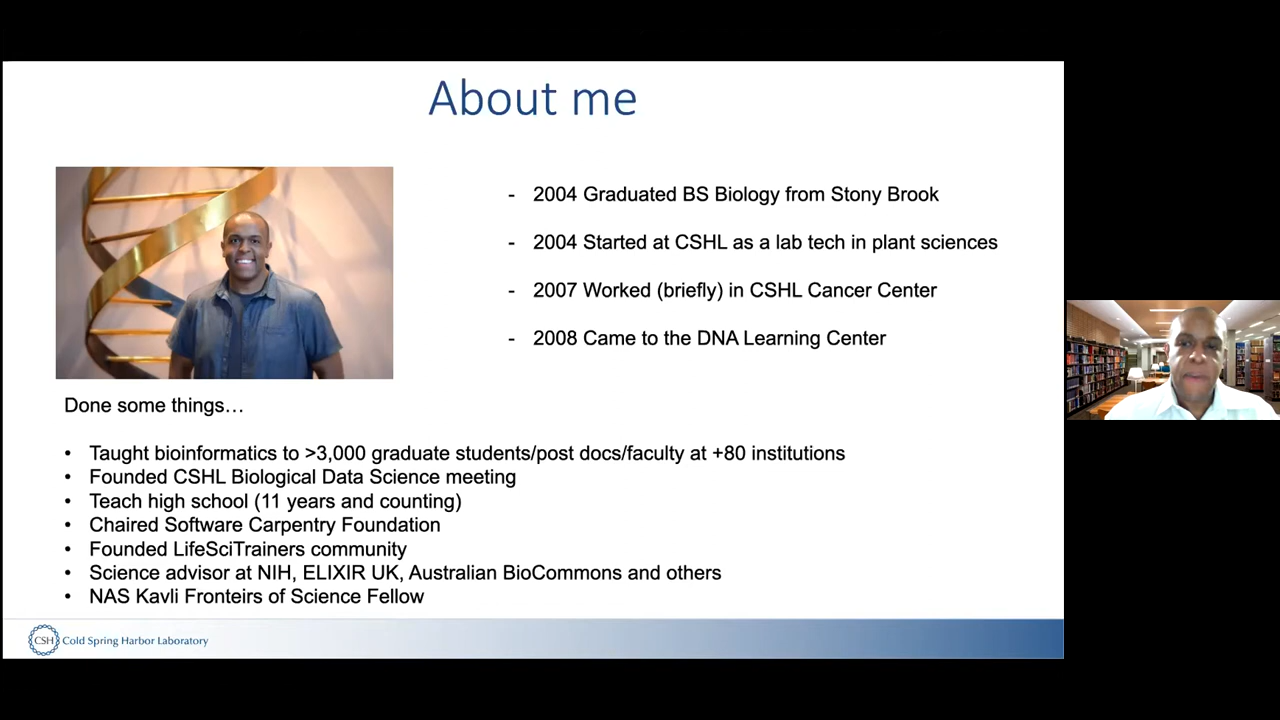 About me
- 2004 Graduated BS Biology from Stony Brook
- 2004 Started at CSHL as a lab tech in plant sciences
- 2007 Worked (briefly) in CSHL Cancer Center
- 2008 Came to the DNA Learning Center
Done some things…
• Taught bioinformatics to >3,000 graduate students/post docs/faculty at +80 institutions
• Founded CSHL Biological Data Science meeting
• Teach high school (11 years and counting)
• Chaired Software Carpentry Foundation
• Founded LifeSciTrainers community
• Science advisor at NIH, ELIXIR UK, Australian BioCommons and others
• NAS Kavli Fronteirs of Science Fellow
CSH Cold Spring Harbor Laboratory